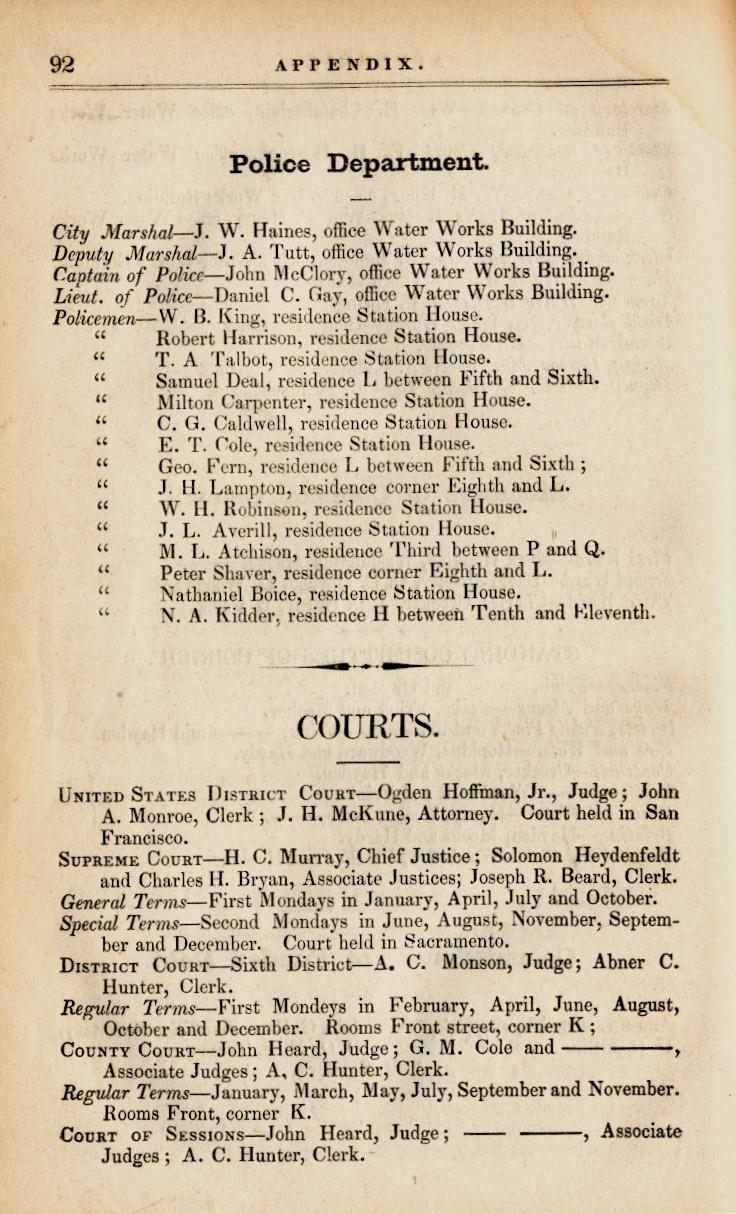 92 APPENDIX.
Police Department.
City Marshal—J. W. Haines, office Water Works Building.
Deputy Marshal—J. A. Tutt, office Water Works Building.
Captain of Police—John McClory, office Water Works Building.
Lieut. of Police—Daniel C. Gay, office Water Works Building.
Policemen—W. B. King, residence Station House.
“ Robert Harrison, residence Station House.
“ T. A Talbot, residence Station House.
“ Samuel Deal, residence L between Fifth and Sixth.
“ Milton Carpenter, residence Station House.
“ C. G. Caldwell, residence Station House.
“ E. T. Cole, residence Station House.
“ Geo. Fern, residence L between Fifth and Sixth ;
“ J. H. Lampton, residence corner Eighth and L.
“ W. H. Robinson, residence Station House.
“ J. L. Averill, residence Station House.
“ M. L. Atchison, residence Third between P and Q.
“ Peter Shaver, residence corner Eighth and L.
“ Nathaniel Boice, residence Station House.
“ N. A. Kidder, residence H between Tenth and Eleventh.
COURTS.
UNITED STATES DISTRICT COURT—Ogden Hoffman, Jr., Judge ; John
A. Monroe, Clerk ; J. H. McKune, Attorney. Court held in San
Francisco.
SUPREME COURT—H. C. Murray, Chief Justice ; Solomon Heydenfeldt
and Charles H. Bryan, Associate Justices; Joseph R. Beard, Clerk.
General Terms—First Mondays in January, April, July and October.
Special Terms—Second Mondays in June, August, November, Septem-
ber and December. Court held in Sacramento.
DISTRICT COURT—Sixth District—A. C. Monson, Judge; Abner C.
Hunter, Clerk.
Regular Terms—First Mondeys in February, April, June, August,
October and December. Rooms Front street, corner K ;
COUNTY COURT—John Heard, Judge ; G. M. Cole and —— ——,
Associate Judges ; A. C. Hunter, Clerk.
Regular Terms—January, March, May, July, September and November.
Rooms Front, corner K.
COURT OF SESSIONS—John Heard, Judge ; —— ——, Associate
Judges ; A. C. Hunter, Clerk.